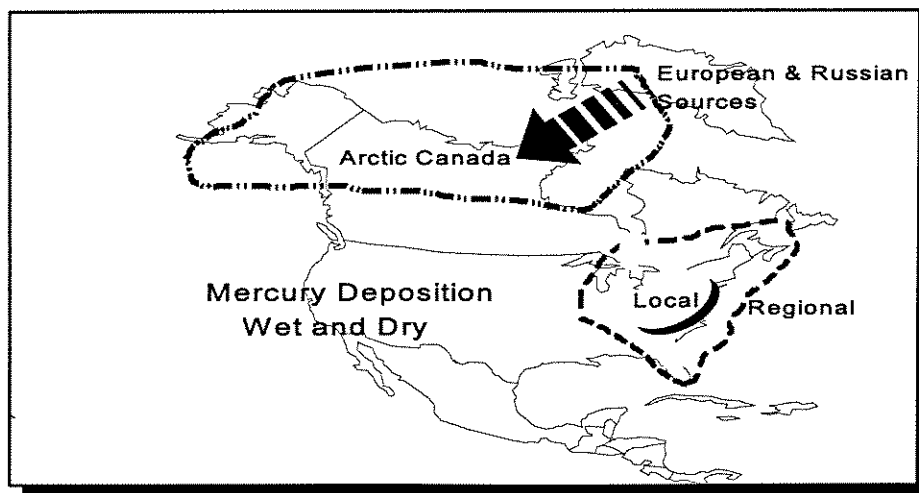 European & Russian
Sources
Arctic Canada
Mercury Deposition
Wet and Dry
Local
Regional